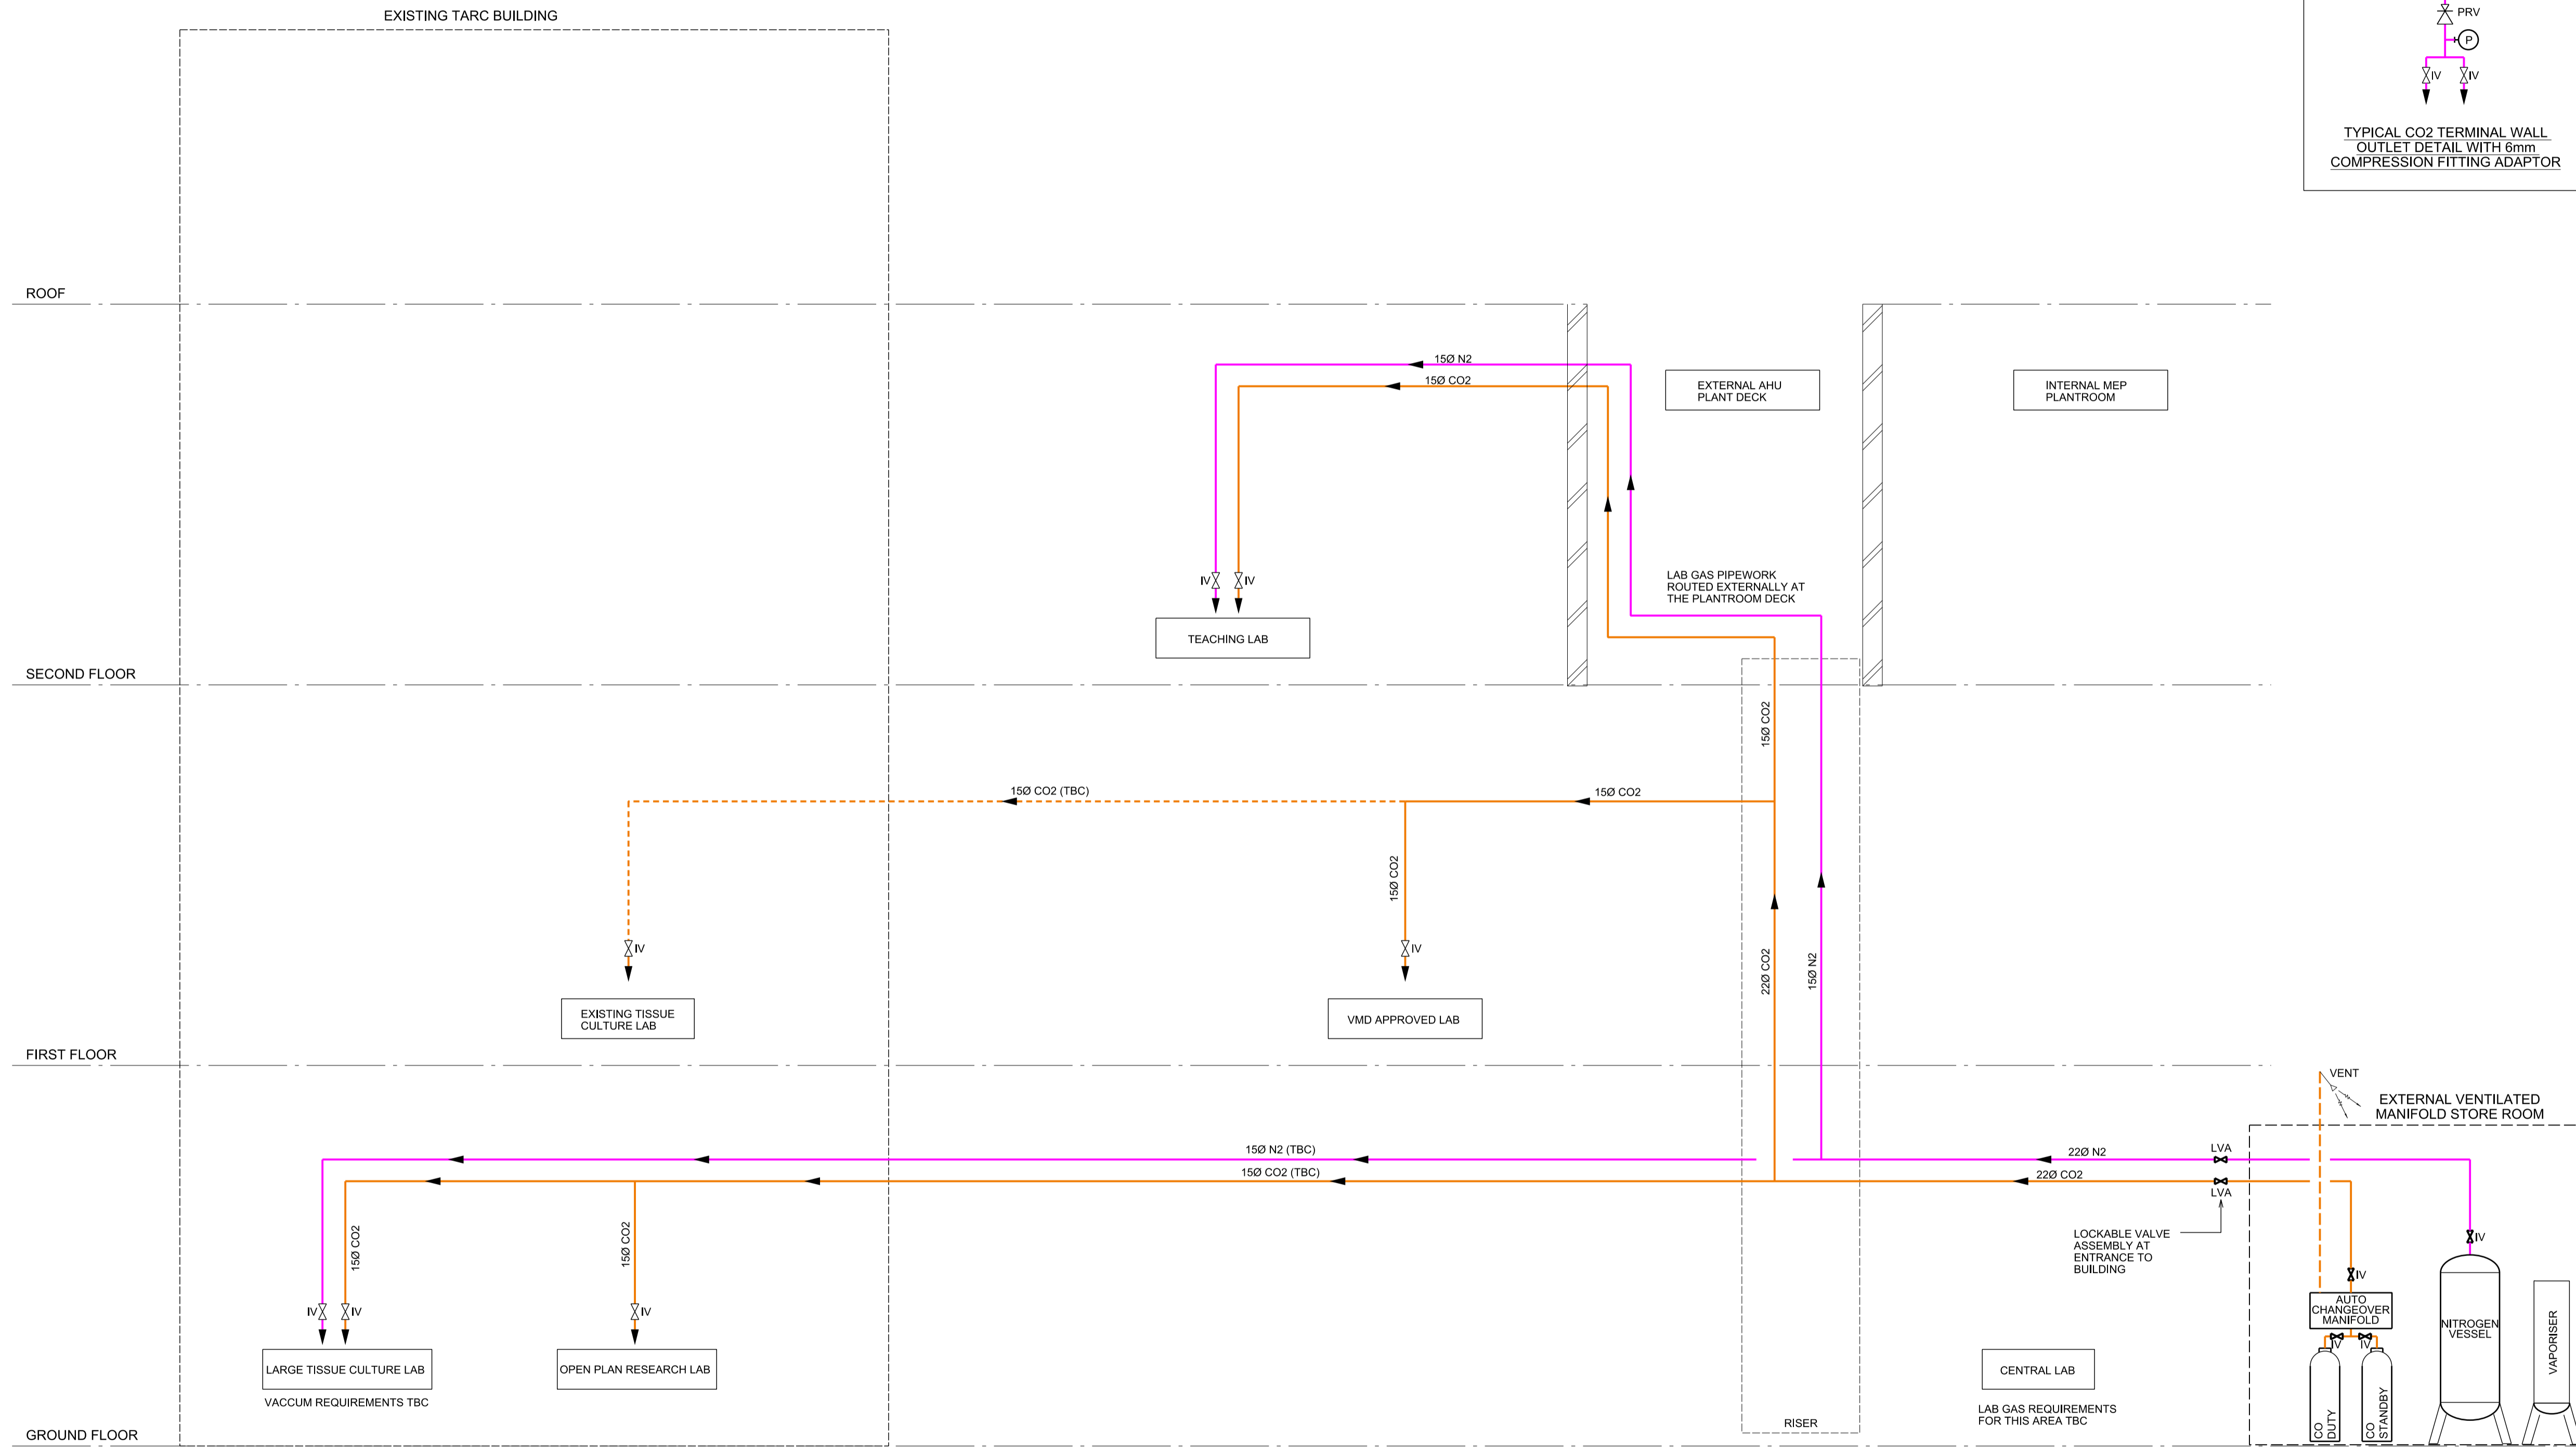 EXISTING TARC BUILDING
PRV
P
IV
IV
TYPICAL CO2 TERMINAL WALL
OUTLET DETAIL WITH 6mm
COMPRESSION FITTING ADAPTOR
ROOF
15Ø N2
15Ø CO2
EXTERNAL AHU
PLANT DECK
INTERNAL MEP
PLANTROOM
IV
IV
LAB GAS PIPEWORK
ROUTED EXTERNALLY AT
THE PLANTROOM DECK
TEACHING LAB
SECOND FLOOR
15Ø CO2
15Ø CO2 (TBC)
15Ø CO2
15Ø CO2
IV
IV
22Ø CO2
15Ø N2
EXISTING TISSUE
CULTURE LAB
VMD APPROVED LAB
FIRST FLOOR
VENT
EXTERNAL VENTILATED
MANIFOLD STORE ROOM
15Ø N2 (TBC)
22Ø N2
LVA
15Ø CO2 (TBC)
22Ø CO2
LVA
15Ø CO2
15Ø CO2
LOCKABLE VALVE
ASSEMBLY AT
ENTRANCE TO
BUILDING
IV
IV
IV
IV
IV
AUTO
CHANGEOVER
MANIFOLD
IV
IV
NITROGEN
VESSEL
VAPORISER
LARGE TISSUE CULTURE LAB
OPEN PLAN RESEARCH LAB
CENTRAL LAB
VACCUM REQUIREMENTS TBC
LAB GAS REQUIREMENTS
FOR THIS AREA TBC
RISER
CO
DUTY
CO
STANDBY
GROUND FLOOR